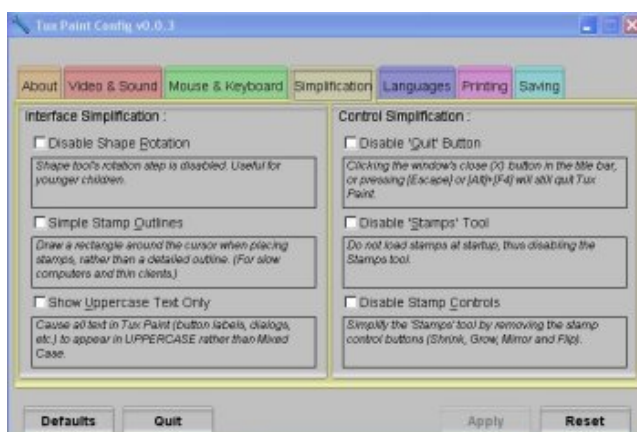 Tux Paint Config v0.0.3
About Video & Sound Mouse & Keyboard Simplification Languages Printing Saving
Interface Simplification :
Disable Shape Rotation
Shape tool's rotation step is disabled. Useful for
younger children.
Simple Stamp Outlines
Draw a rectangle around the cursor when placing
stamps, rather than a detailed outline. (For slow
computers and thin clients.)
Show Uppercase Text Only
Cause all text in Tux Paint (button labels, dialogs,
etc.) to appear in UPPERCASE rather than Mixed
Case.
Control Simplification :
Disable 'Quit' Button
Clicking the window's close (X) button in the title bar,
or pressing [Escape] or [Alt]+[F4] will still quit Tux
Paint.
Disable 'Stamps' Tool
Do not load stamps at startup, thus disabling the
Stamps tool.
Disable Stamp Controls
Simplify the 'Stamps' tool by removing the stamp
control buttons (Shrink, Grow, Mirror and Flip).
Defaults Quit Apply Reset